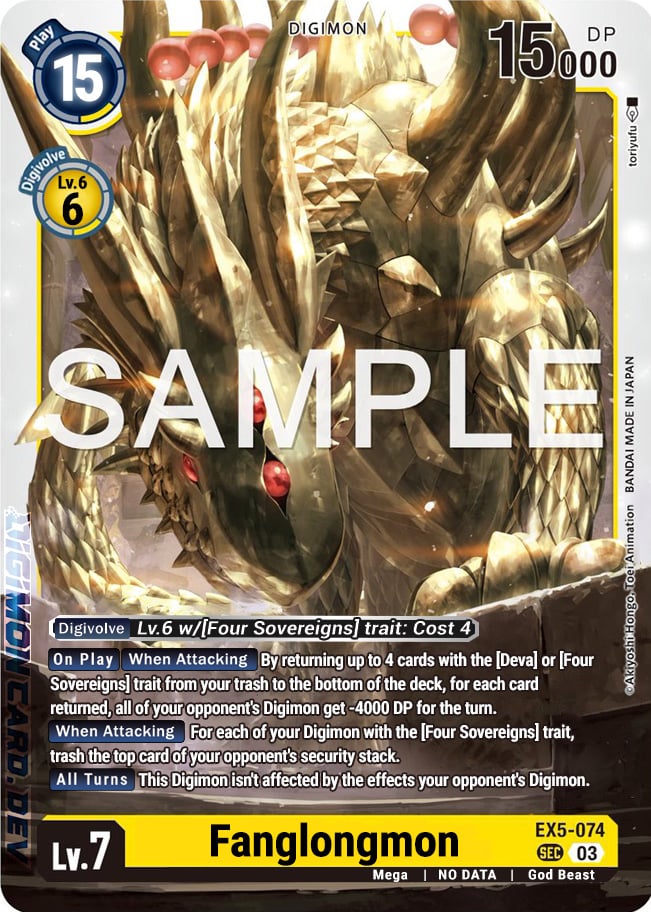 DIGIMON
Play
15
15000
DP
Digivolve
Lv.6
6
toriyufu
SAMPLE
BANDAI MADE IN JAPAN
©Akiyoshi Hongo, Toei Animation
DIGIMONCARD.DEV
Digivolve Lv.6 w/[Four Sovereigns] trait: Cost 4
On Play When Attacking By returning up to 4 cards with the [Deva] or [Four
Sovereigns] trait from your trash to the bottom of the deck, for each card
returned, all of your opponent's Digimon get -4000 DP for the turn.
When Attacking For each of your Digimon with the [Four Sovereigns] trait,
trash the top card of your opponent's security stack.
All Turns This Digimon isn't affected by the effects your opponent's Digimon.
Lv.7
Fanglongmon
EX5-074
SEC 03
Mega | NO DATA | God Beast